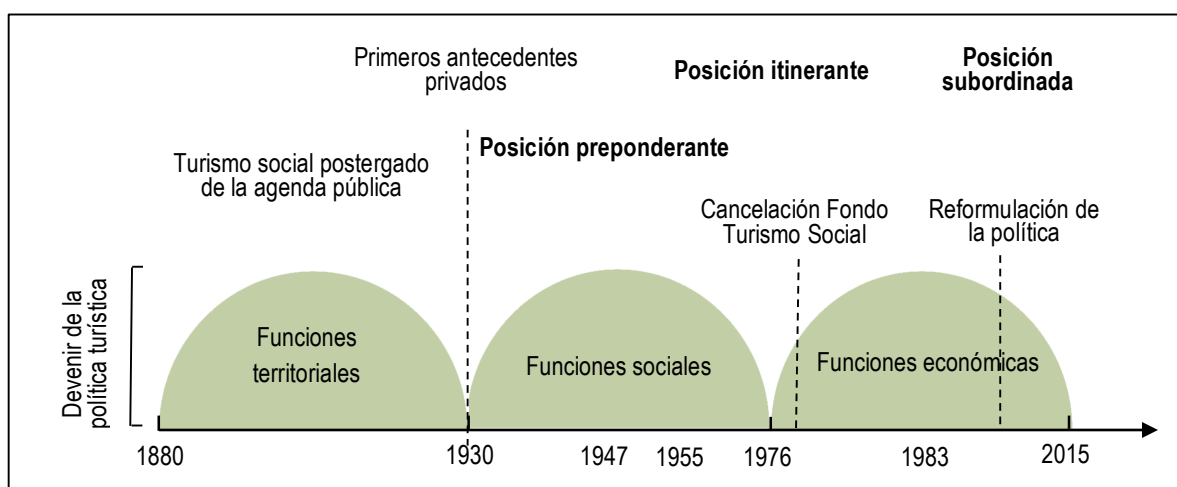 Primeros antecedentes
privados
Posición itinerante
Posición
subordinada
Posición preponderante
Turismo social postergado
de la agenda pública
Cancelación Fondo
Turismo Social
Reformulación de
la política
Devenir de la
política turística
Funciones
territoriales
Funciones sociales
Funciones económicas
1880
1930
1947
1955
1976
1983
2015